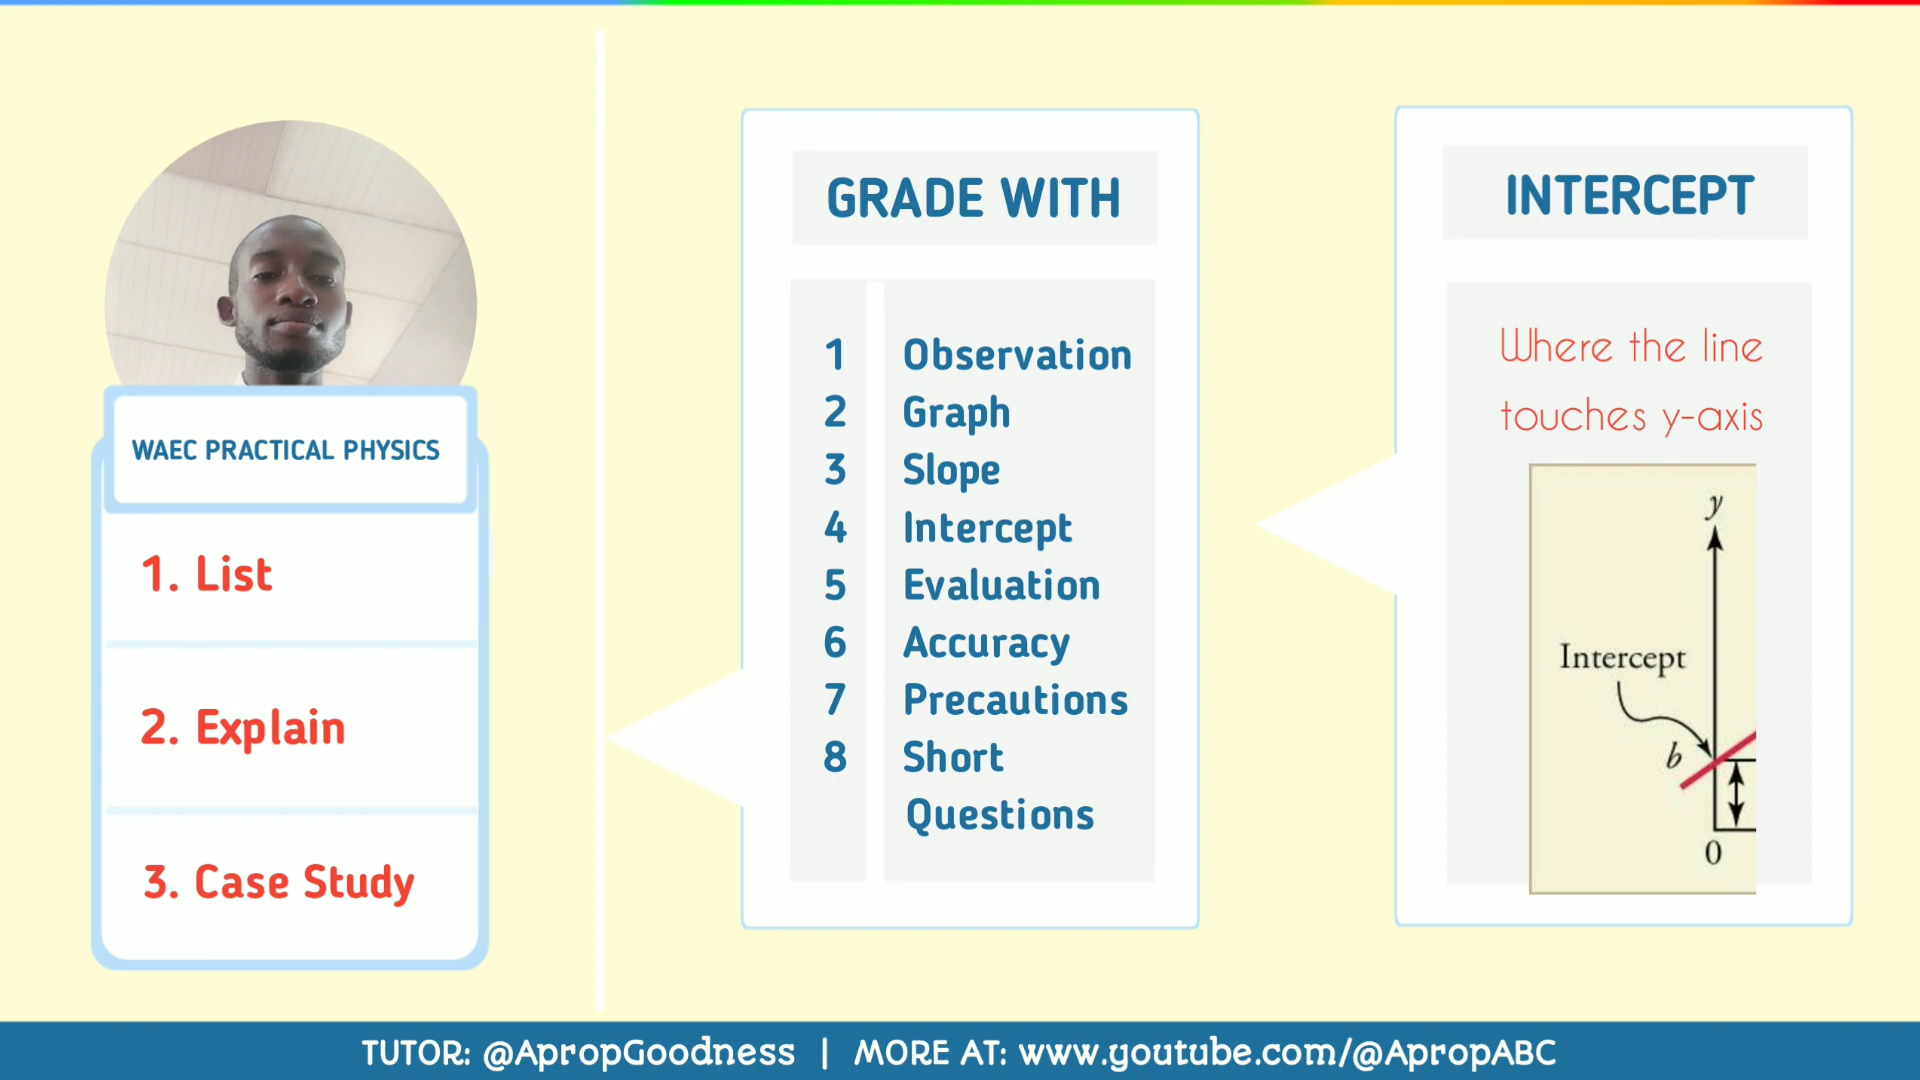 WAEC PRACTICAL PHYSICS
1. List
2. Explain
3. Case Study
GRADE WITH
1 Observation
2 Graph
3 Slope
4 Intercept
5 Evaluation
6 Accuracy
7 Precautions
8 Short
Questions
INTERCEPT
Where the line
touches y-axis
y
Intercept
b
0
TUTOR: @ApropGoodness | MORE AT: www.youtube.com/@ApropABC